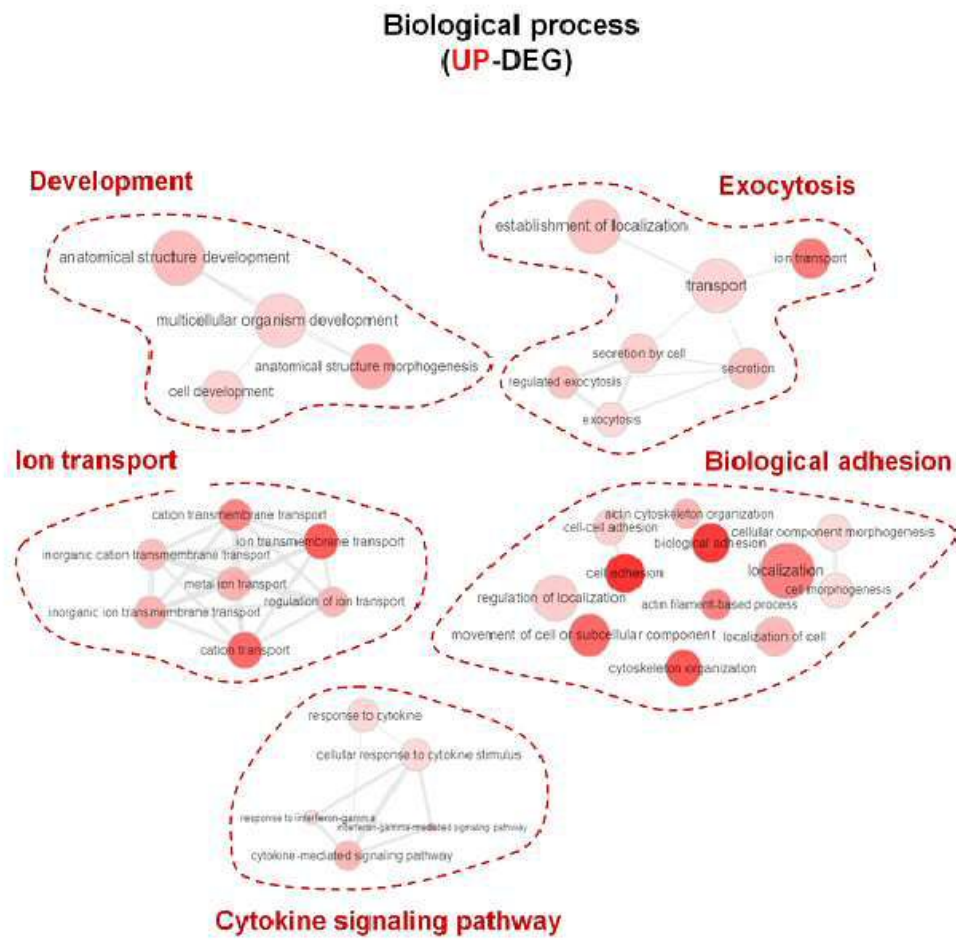 Biological process
(UP-DEG)
Development
anatomical structure development
multicellular organism development
anatomical structure morphogenesis
cell development
Exocytosis
establishment of localization
ion transport
transport
secretion by cell
regulated exocytosis
secretion
exocytosis
Ion transport
cation transmembrane transport
ion transmembrane transport
inorganic cation transmembrane transport
metal ion transport
regulation of ion transport
inorganic ion transmembrane transport
cation transport
Biological adhesion
actin cytoskeleton organization
cell-cell adhesion
cellular component morphogenesis
biological adhesion
cell adhesion
localization
cell morphogenesis
regulation of localization
actin filament-based process
movement of cell or subcellular component
localization of cell
cytoskeleton organization
response to cytokine
cellular response to cytokine stimulus
response to interferon-gamma
interferon-gamma-mediated signaling pathway
cytokine-mediated signaling pathway
Cytokine signaling pathway